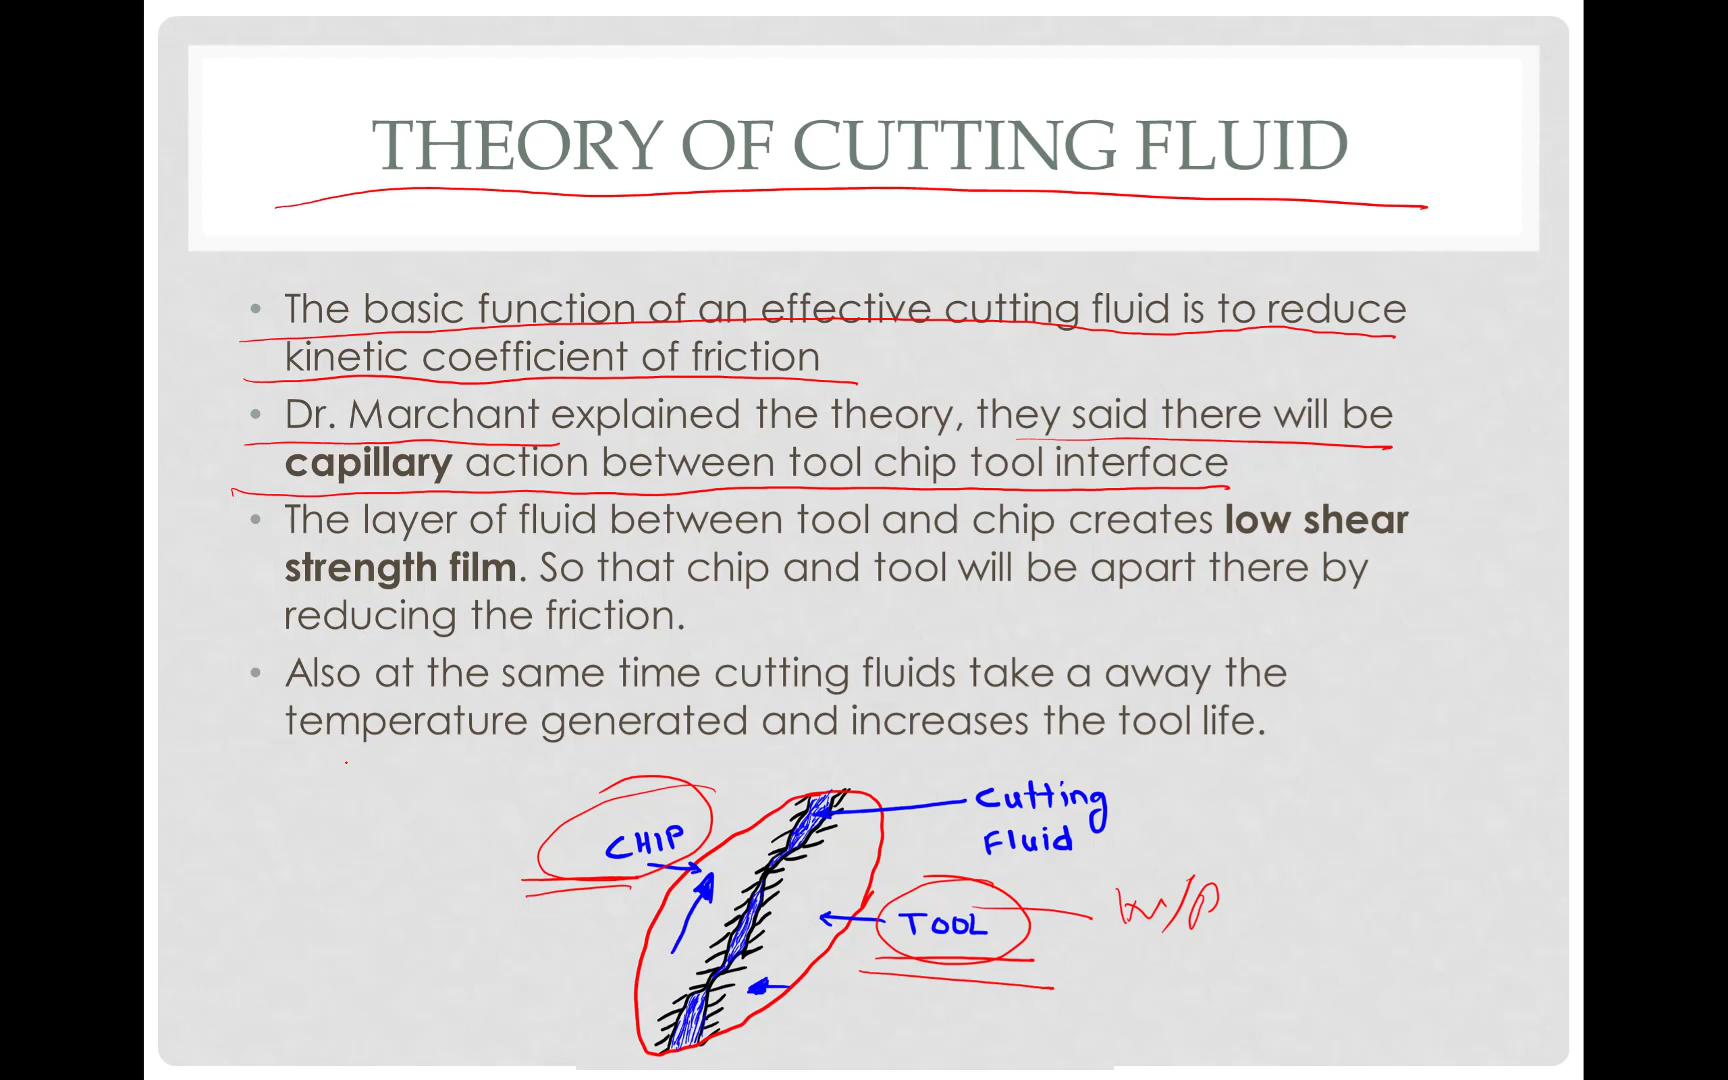 THEORY OF CUTTING FLUID
• The basic function of an effective cutting fluid is to reduce
kinetic coefficient of friction
• Dr. Marchant explained the theory, they said there will be
capillary action between tool chip tool interface
• The layer of fluid between tool and chip creates low shear
strength film. So that chip and tool will be apart there by
reducing the friction.
• Also at the same time cutting fluids take a away the
temperature generated and increases the tool life.
Cutting
Fluid
CHIP
TOOL
W/P